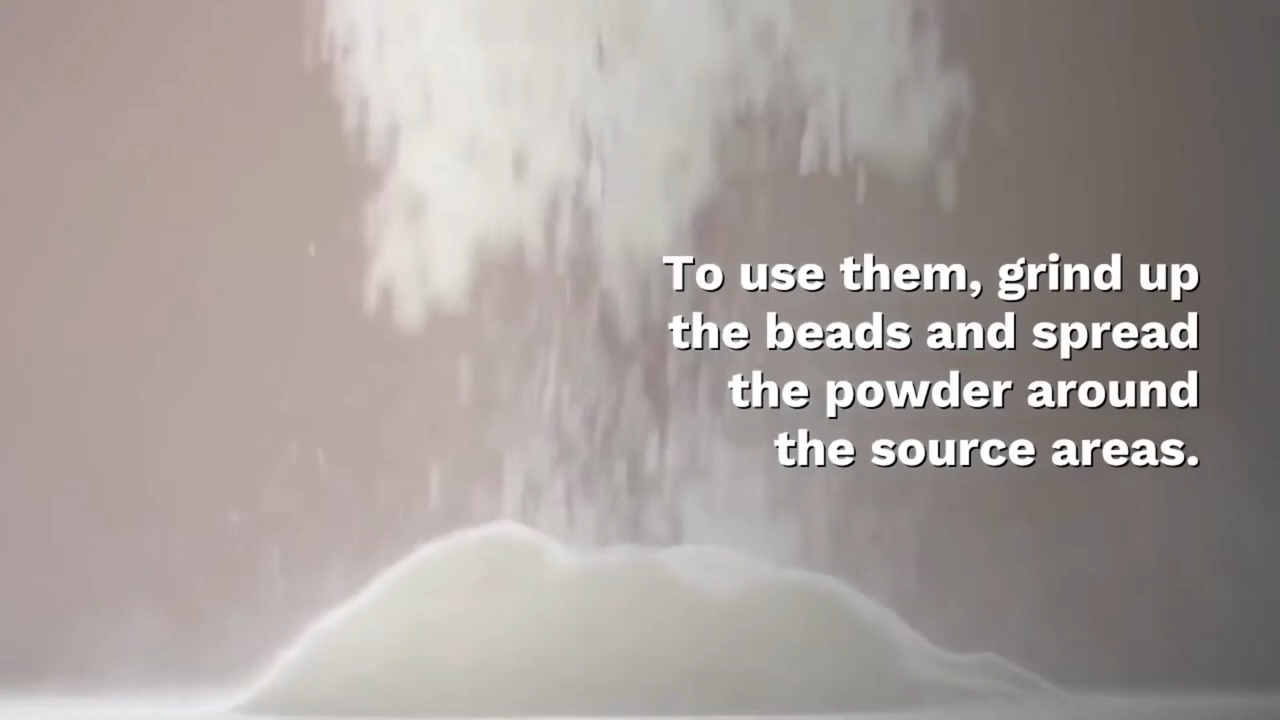 To use them, grind up
the beads and spread
the powder around
the source areas.